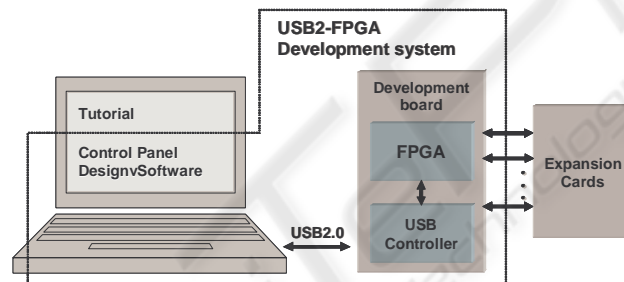 USB2-FPGA
Development system
Tutorial
Control Panel
DesignvSoftware
Development
board
FPGA
USB
Controller
USB2.0
Expansion
Cards